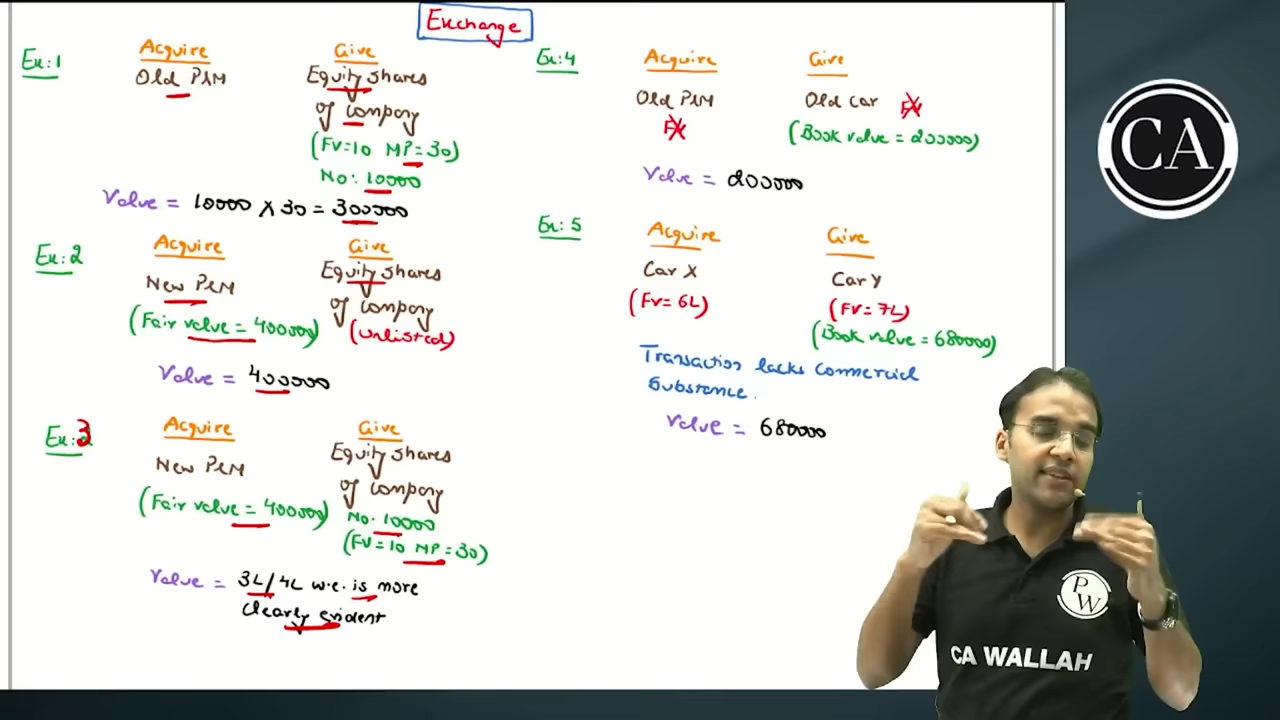 Exchange
Ex:1
Acquire
Give
Old P&M
Equity shares
of company
(FV=10 MP=30)
No: 10000
Value = 10000 x 30 = 300000
Ex:2
Acquire
Give
New P&M
(Fair value = 400000)
Equity shares
of company
(Unlisted)
Value = 400000
Ex:3
Acquire
Give
New P&M
(Fair value = 400000)
Equity shares
of company
No. 10000
(FV=10 MP=30)
Value = 3L/4L w.e. is more
clearly evident
Ex:4
Acquire
Give
Old P&M
FV
Old car FV
(Book value = 200000)
Value = 200000
Ex:5
Acquire
Give
Car X
(FV= 6L)
Car Y
(FV= 7L)
(Book value = 680000)
Transaction lacks commercial
Substance.
Value = 680000
CA
P
W
CA WALLAH